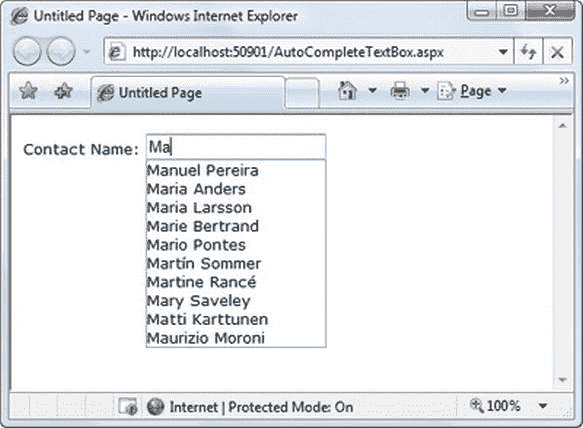 Untitled Page - Windows Internet Explorer
http://localhost:50901/AutoCompleteTextBox.aspx
Untitled Page
Page
Contact Name: Ma
Manuel Pereira
Maria Anders
Maria Larsson
Marie Bertrand
Mario Pontes
Martín Sommer
Martine Rancé
Mary Saveley
Matti Karttunen
Maurizio Moroni
Internet | Protected Mode: On
100%